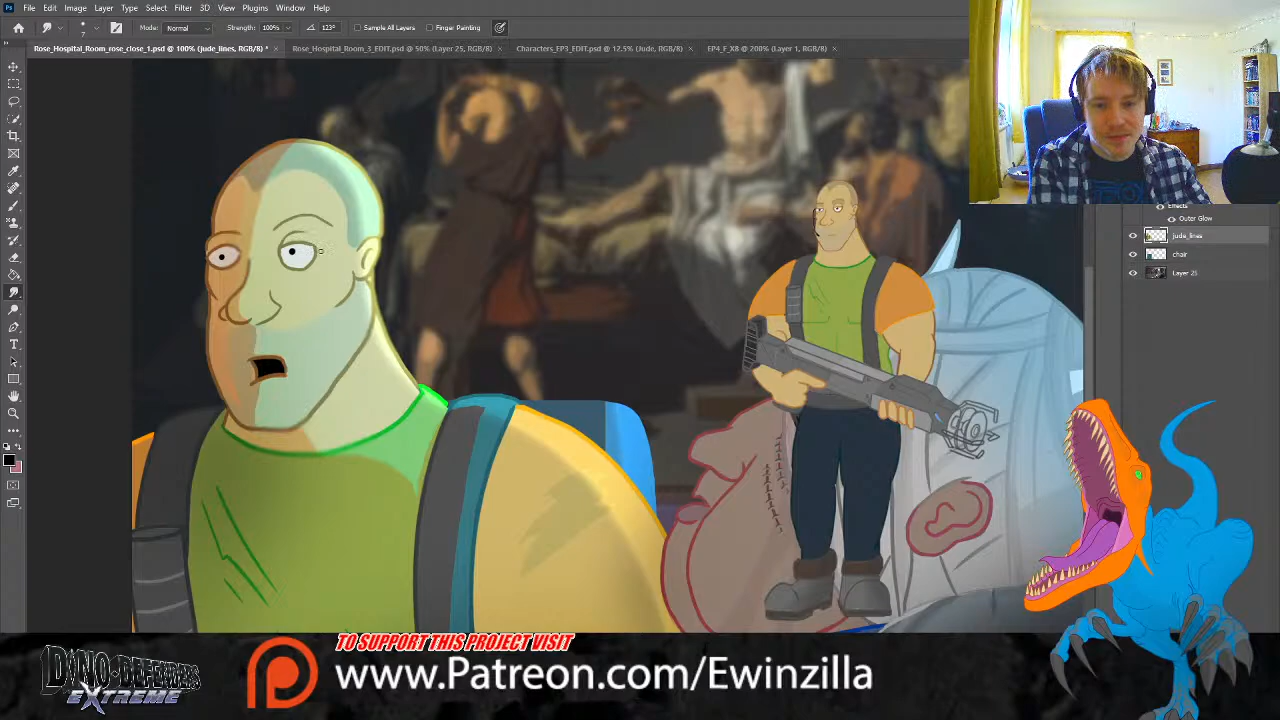 File Edit Image Layer Type Select Filter 3D View Plugins Window Help
Mode: Normal Strength: 100% 123° Sample All Layers Finger Painting
Rose_Hospital_Room_rose_close_1.psd @ 100% (jude_lines, RGB/8) * Rose_Hospital_Room_3_EDIT.psd @ 50% (Layer 25, RGB/8) Characters_EP3_EDIT.psd @ 12.5% (Jude, RGB/8) EP4_F_X8 @ 200% (Layer 1, RGB/8)
Effects
Outer Glow
jude_lines
chair
Layer 25
TO SUPPORT THIS PROJECT VISIT
www.Patreon.com/Ewinzilla
DINO-DEFENDERS
EXTREME